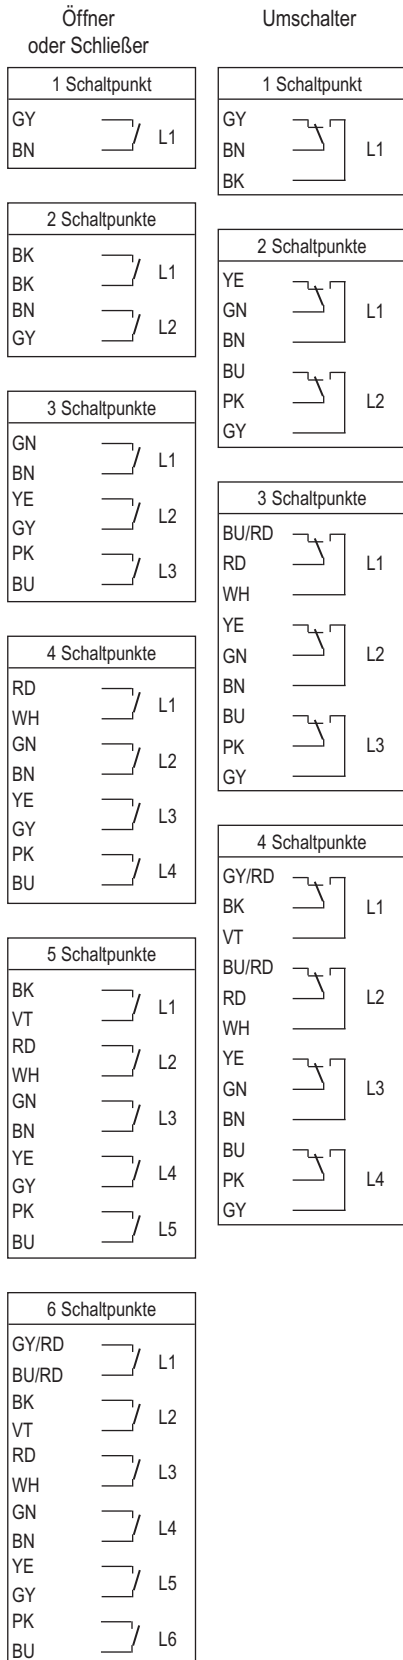 Öffner
oder Schließer
1 Schaltpunkt
GY
BN
L1
2 Schaltpunkte
BK
BK
L1
BN
GY
L2
3 Schaltpunkte
GN
BN
L1
YE
GY
L2
PK
BU
L3
4 Schaltpunkte
RD
WH
L1
GN
BN
L2
YE
GY
L3
PK
BU
L4
5 Schaltpunkte
BK
VT
L1
RD
WH
L2
GN
BN
L3
YE
GY
L4
PK
BU
L5
6 Schaltpunkte
GY/RD
BU/RD
L1
BK
VT
L2
RD
WH
L3
GN
BN
L4
YE
GY
L5
PK
BU
L6
Umschalter
1 Schaltpunkt
GY
BN
BK
L1
2 Schaltpunkte
YE
GN
BN
L1
BU
PK
GY
L2
3 Schaltpunkte
BU/RD
RD
WH
L1
YE
GN
BN
L2
BU
PK
GY
L3
4 Schaltpunkte
GY/RD
BK
VT
L1
BU/RD
RD
WH
L2
YE
GN
BN
L3
BU
PK
GY
L4